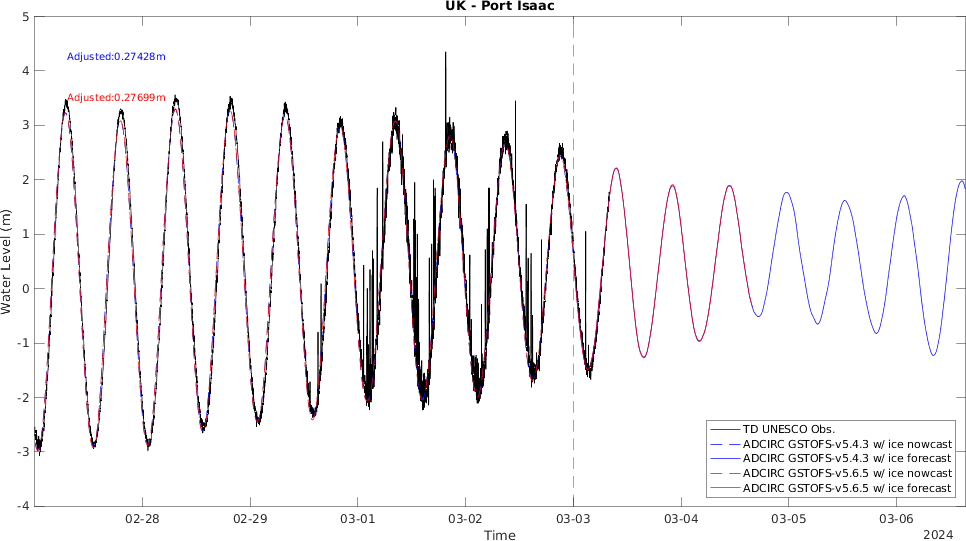 UK - Port Isaac
5
4
3
2
1
0
-1
-2
-3
-4
Water Level (m)
Adjusted:0.27428m
Adjusted:0.27699m
TD UNESCO Obs.
ADCIRC GSTOFS-v5.4.3 w/ ice nowcast
ADCIRC GSTOFS-v5.4.3 w/ ice forecast
ADCIRC GSTOFS-v5.6.5 w/ ice nowcast
ADCIRC GSTOFS-v5.6.5 w/ ice forecast
02-28 02-29 03-01 03-02 03-03 03-04 03-05 03-06
Time
2024